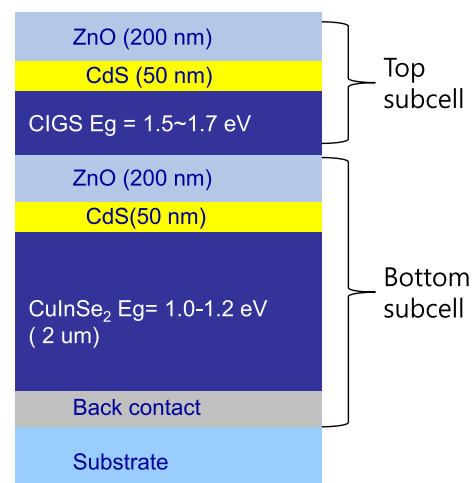 ZnO (200 nm)
CdS (50 nm)
CIGS Eg = 1.5~1.7 eV
Top
subcell
ZnO (200 nm)
CdS(50 nm)
CuInSe₂ Eg= 1.0-1.2 eV
( 2 um)
Bottom
subcell
Back contact
Substrate